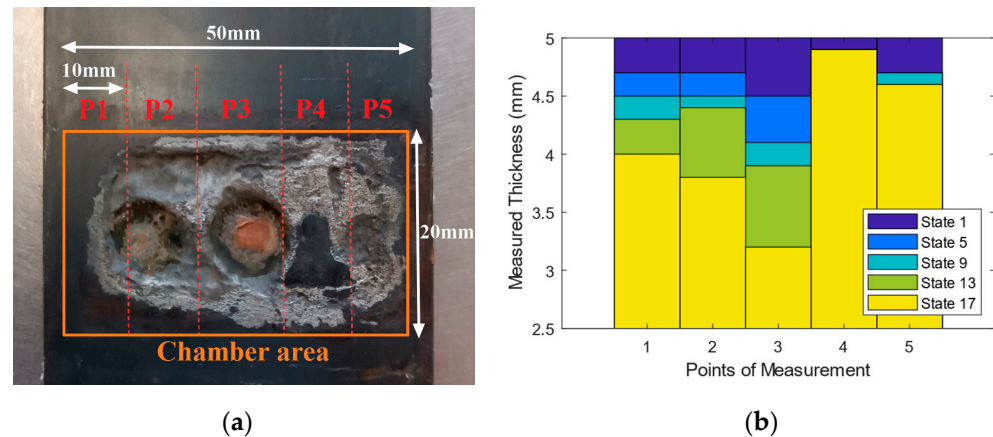 50mm
10mm
P1 P2 P3 P4 P5
20mm
Chamber area
(a)
Measured Thickness (mm)
5
4.5
4
3.5
3
2.5
State 1
State 5
State 9
State 13
State 17
1 2 3 4 5
Points of Measurement
(b)